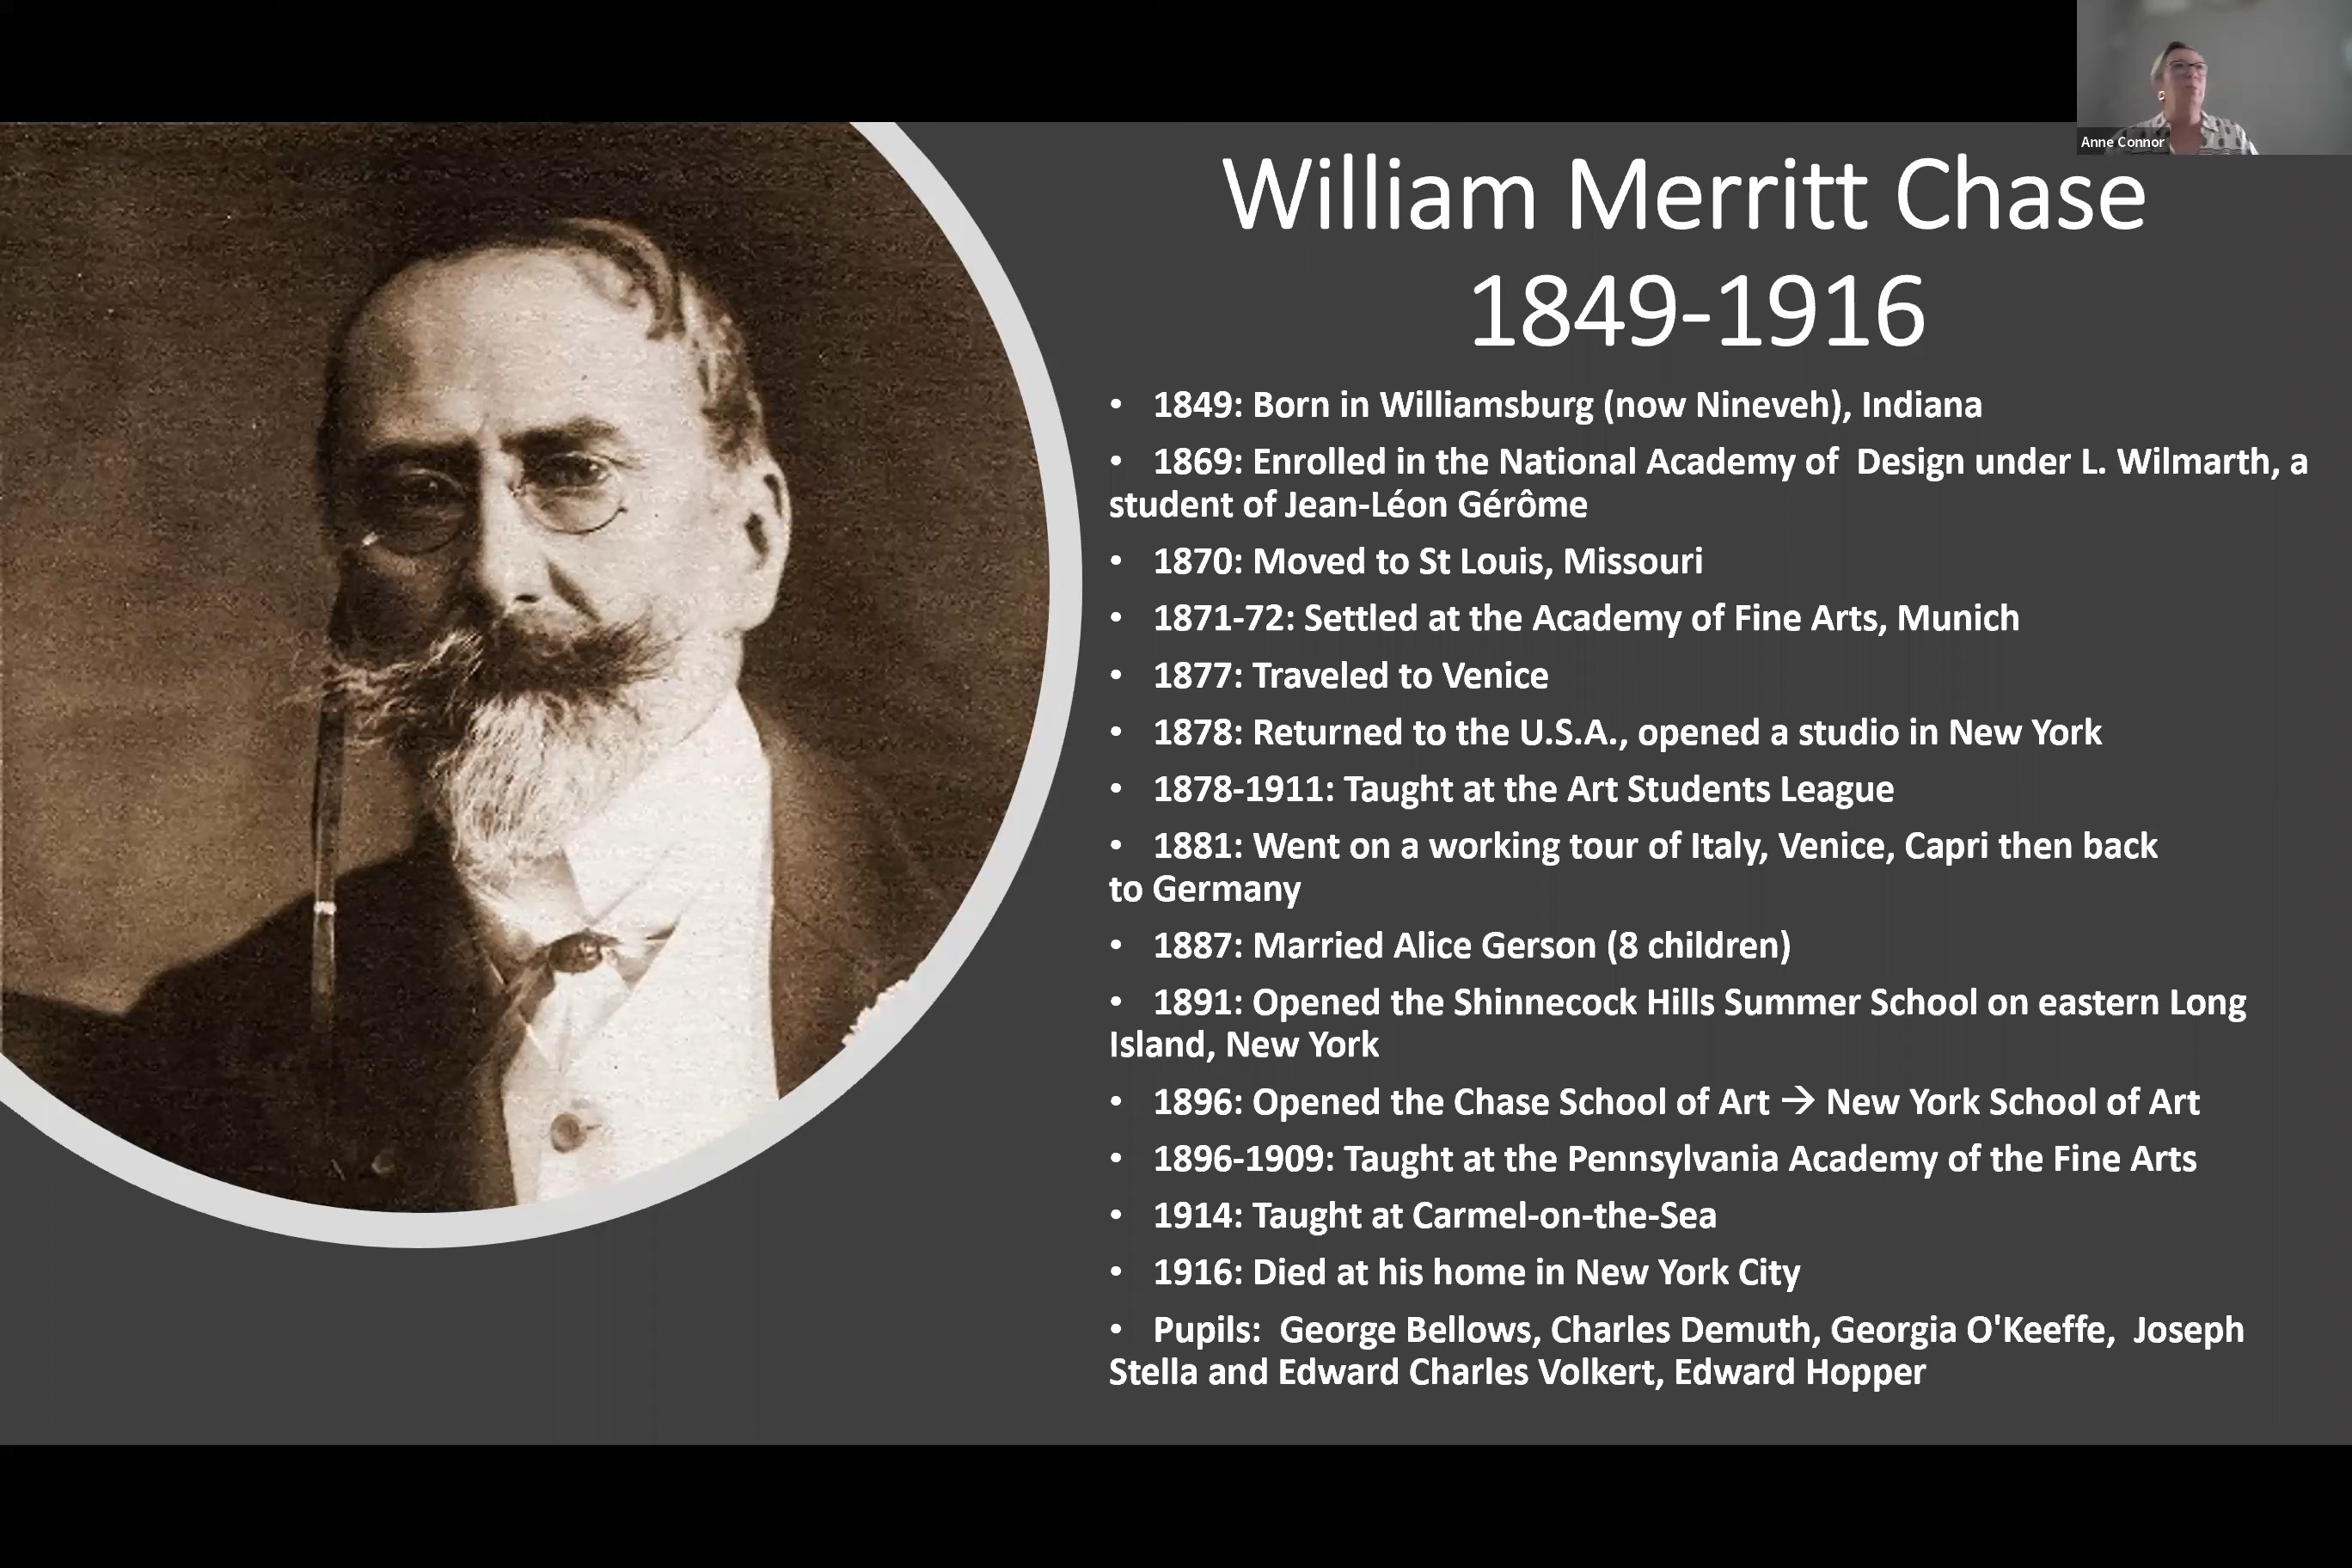 Anne Connor
William Merritt Chase
1849-1916
• 1849: Born in Williamsburg (now Nineveh), Indiana
• 1869: Enrolled in the National Academy of  Design under L. Wilmarth, a
student of Jean-Léon Gérôme
• 1870: Moved to St Louis, Missouri
• 1871-72: Settled at the Academy of Fine Arts, Munich
• 1877: Traveled to Venice
• 1878: Returned to the U.S.A., opened a studio in New York
• 1878-1911: Taught at the Art Students League
• 1881: Went on a working tour of Italy, Venice, Capri then back
to Germany
• 1887: Married Alice Gerson (8 children)
• 1891: Opened the Shinnecock Hills Summer School on eastern Long
Island, New York
• 1896: Opened the Chase School of Art → New York School of Art
• 1896-1909: Taught at the Pennsylvania Academy of the Fine Arts
• 1914: Taught at Carmel-on-the-Sea
• 1916: Died at his home in New York City
• Pupils:  George Bellows, Charles Demuth, Georgia O'Keeffe,  Joseph
Stella and Edward Charles Volkert, Edward Hopper